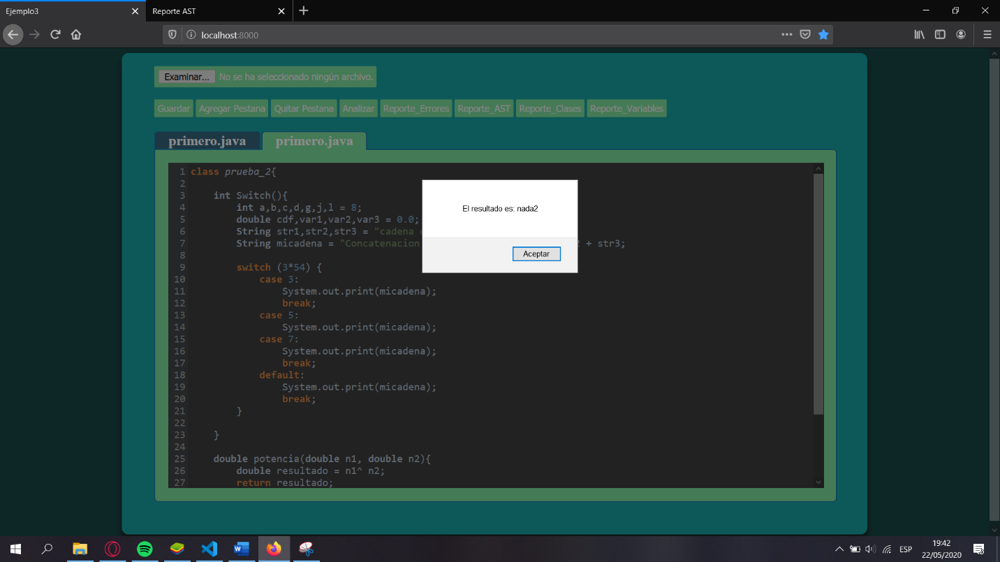 Ejemplo3
Reporte AST
localhost:8000
Examinar... No se ha seleccionado ningún archivo.
Guardar Agregar Pestana Quitar Pestana Analizar Reporte_Errores Reporte_AST Reporte_Clases Reporte_Variables
primero.java primero.java
1 class prueba_2{
2
3 int Switch(){
4 int a,b,c,d,g,j,l = 8;
5 double cdf,var1,var2,var3 = 0.0;
6 String str1,str2,str3 = "cadena
7 String micadena = "Concatenacion + str3;
8
9 switch (3*54) {
10 case 3:
11 System.out.print(micadena);
12 break;
13 case 5:
14 System.out.print(micadena);
15 case 7:
16 System.out.print(micadena);
17 break;
18 default:
19 System.out.print(micadena);
20 break;
21 }
22
23 }
24
25 double potencia(double n1, double n2){
26 double resultado = n1^ n2;
27 return resultado;
El resultado es: nada2
Aceptar
ESP
19:42
22/05/2020